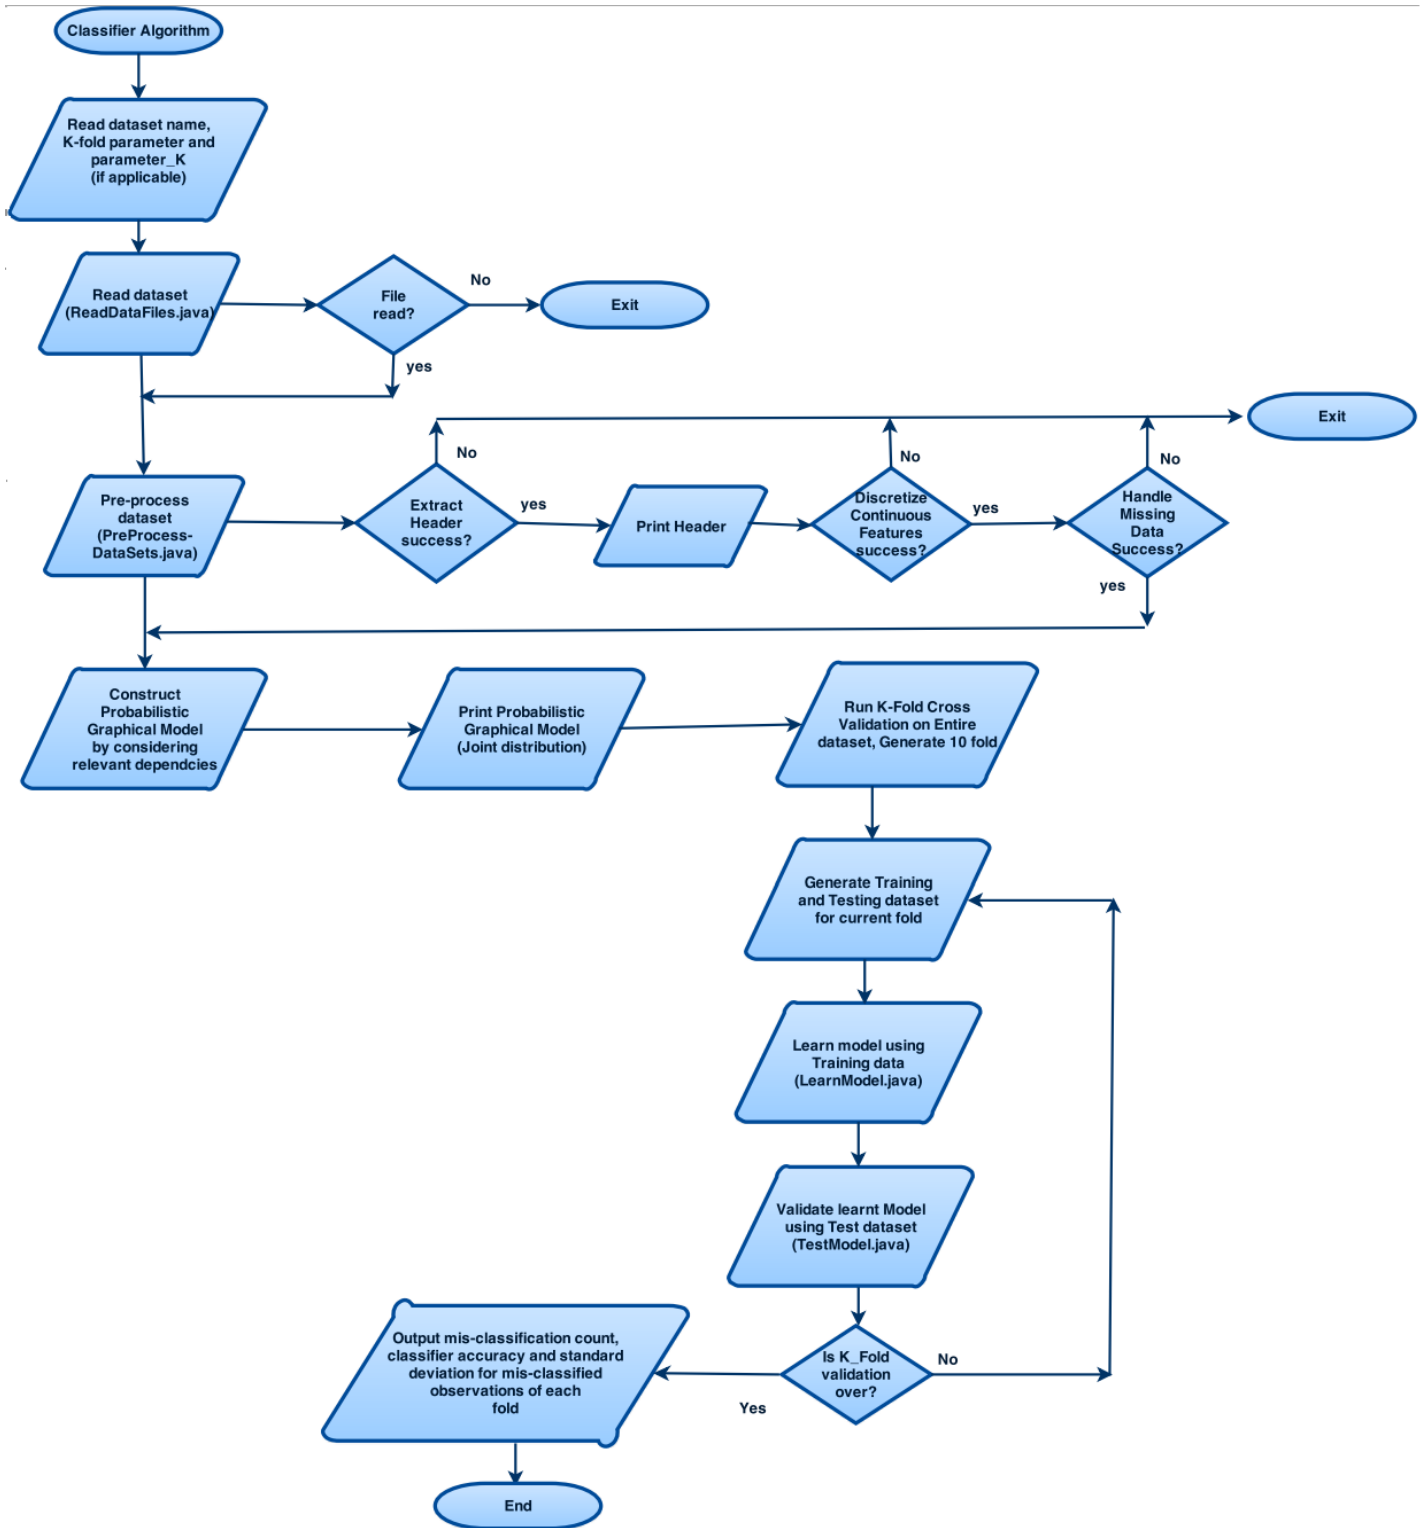 Classifier Algorithm
Read dataset name,
K-fold parameter and
parameter_K
(if applicable)
Read dataset
(ReadDataFiles.java)
File
read?
No
Exit
yes
Exit
No
No
No
Pre-process
dataset
(PreProcess-
DataSets.java)
Extract
Header
success?
yes
Print Header
Discretize
Continuous
Features
success?
yes
Handle
Missing
Data
Success?
yes
Construct
Probabilistic
Graphical Model
by considering
relevant dependcies
Print Probabilistic
Graphical Model
(Joint distribution)
Run K-Fold Cross
Validation on Entire
dataset, Generate 10 fold
Generate Training
and Testing dataset
for current fold
Learn model using
Training data
(LearnModel.java)
Validate learnt Model
using Test dataset
(TestModel.java)
Is K_Fold
validation
over?
No
Yes
Output mis-classification count,
classifier accuracy and standard
deviation for mis-classified
observations of each
fold
End